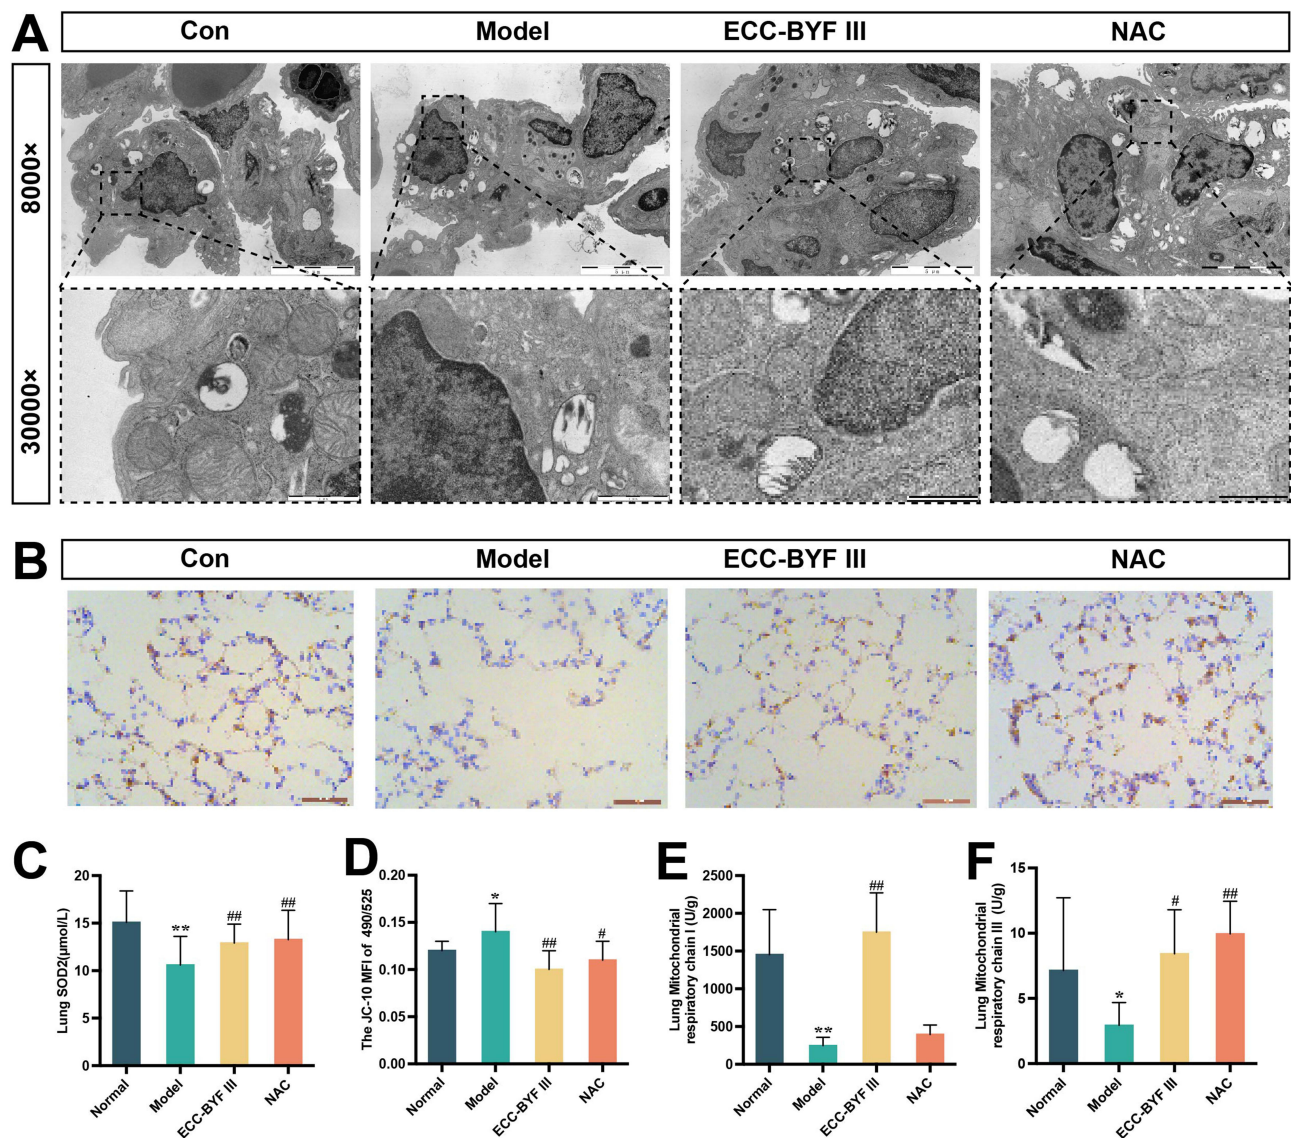 A
Con Model ECC-BYF III NAC
8000×
30000×
B
Con Model ECC-BYF III NAC
C
Lung SOD2(μmol/L)
20
15
10
5
0
**
##
##
Normal
Model
ECC-BYF III
NAC
D
The JC-10 MFI of 490/525
0.20
0.15
0.10
0.05
0.00
*
##
#
Normal
Model
ECC-BYF III
NAC
E
Lung Mitochondrial
respiratory chain I (U/g)
2500
2000
1500
1000
500
0
**
##
Normal
Model
ECC-BYF III
NAC
F
Lung Mitochondrial
respiratory chain III (U/g)
15
10
5
0
*
#
##
Normal
Model
ECC-BYF III
NAC